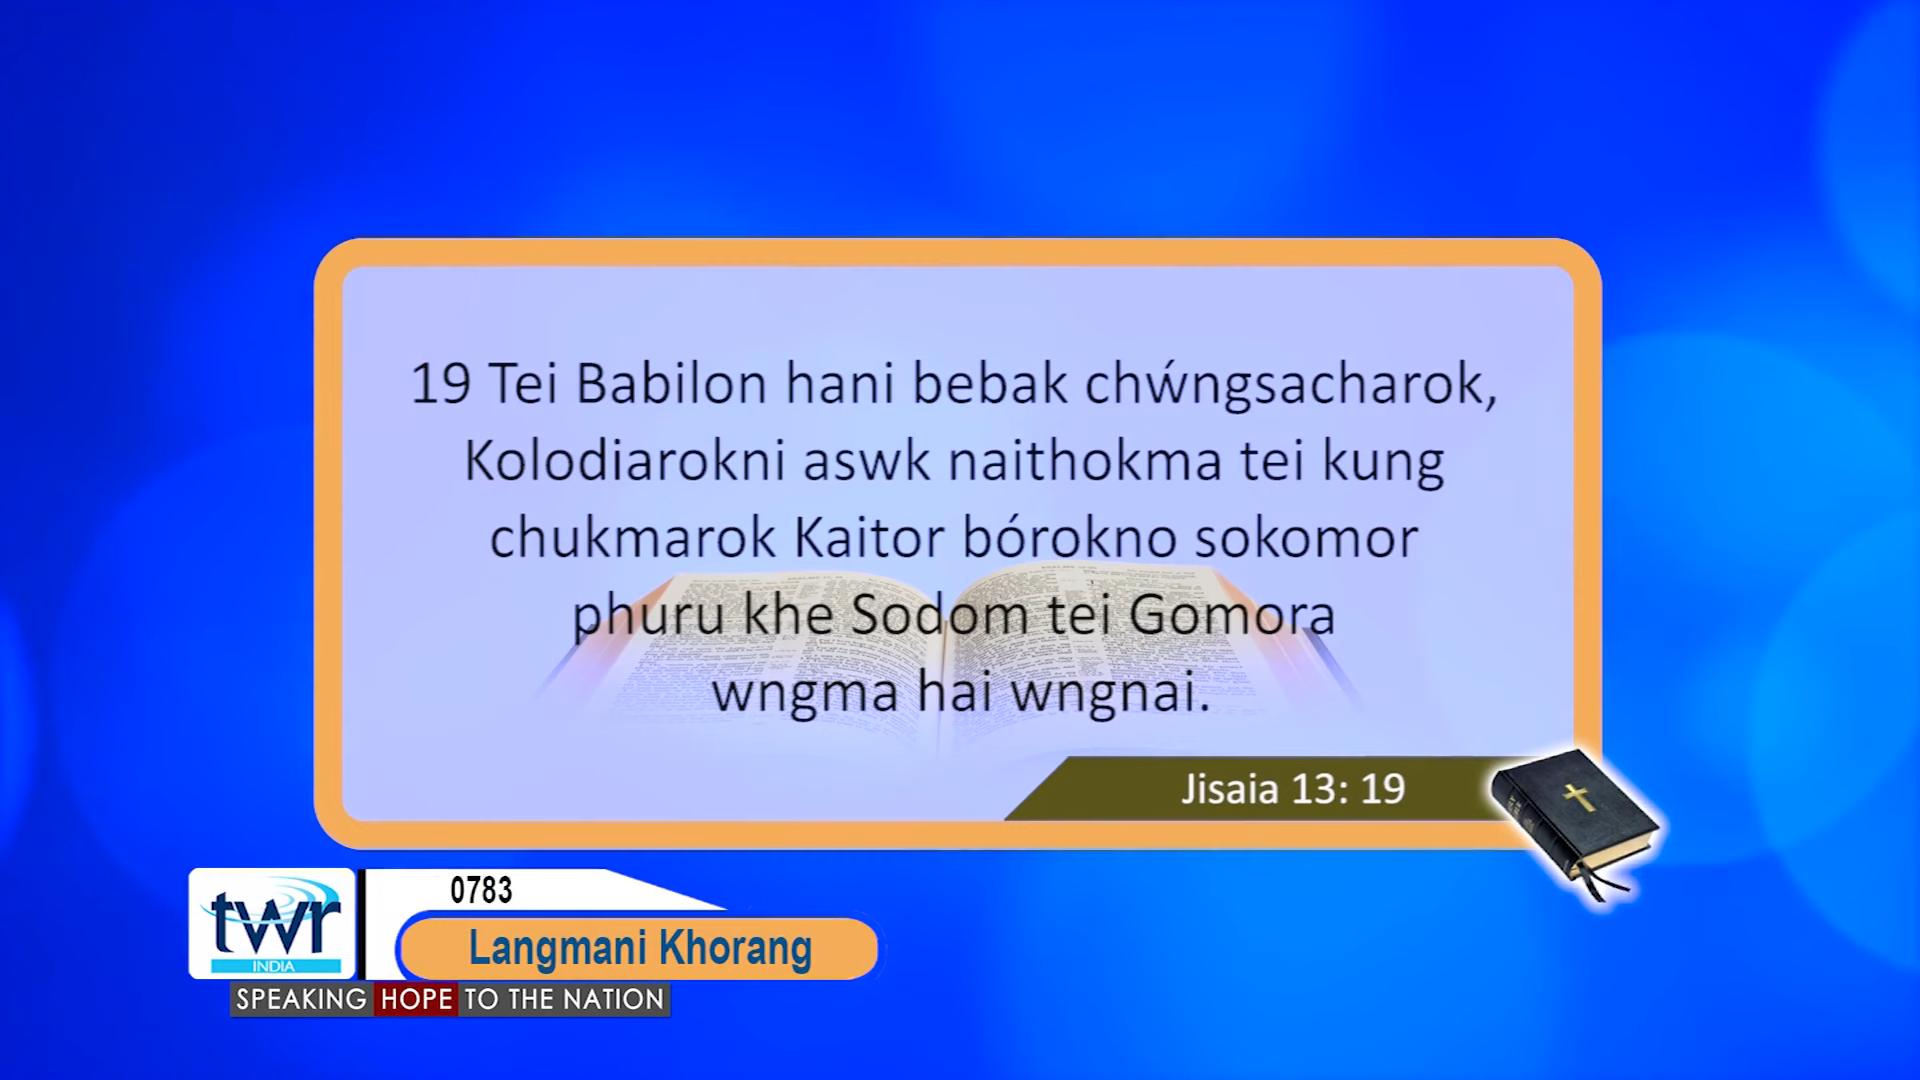 19 Tei Babilon hani bebak chẃngsacharok,
Kolodiarokni aswk naithokma tei kung
chukmarok Kaitor bórokno sokomor
phuru khe Sodom tei Gomora
wngma hai wngnai.
Jisaia 13: 19
0783
twr
INDIA
Langmani Khorang
SPEAKING HOPE TO THE NATION